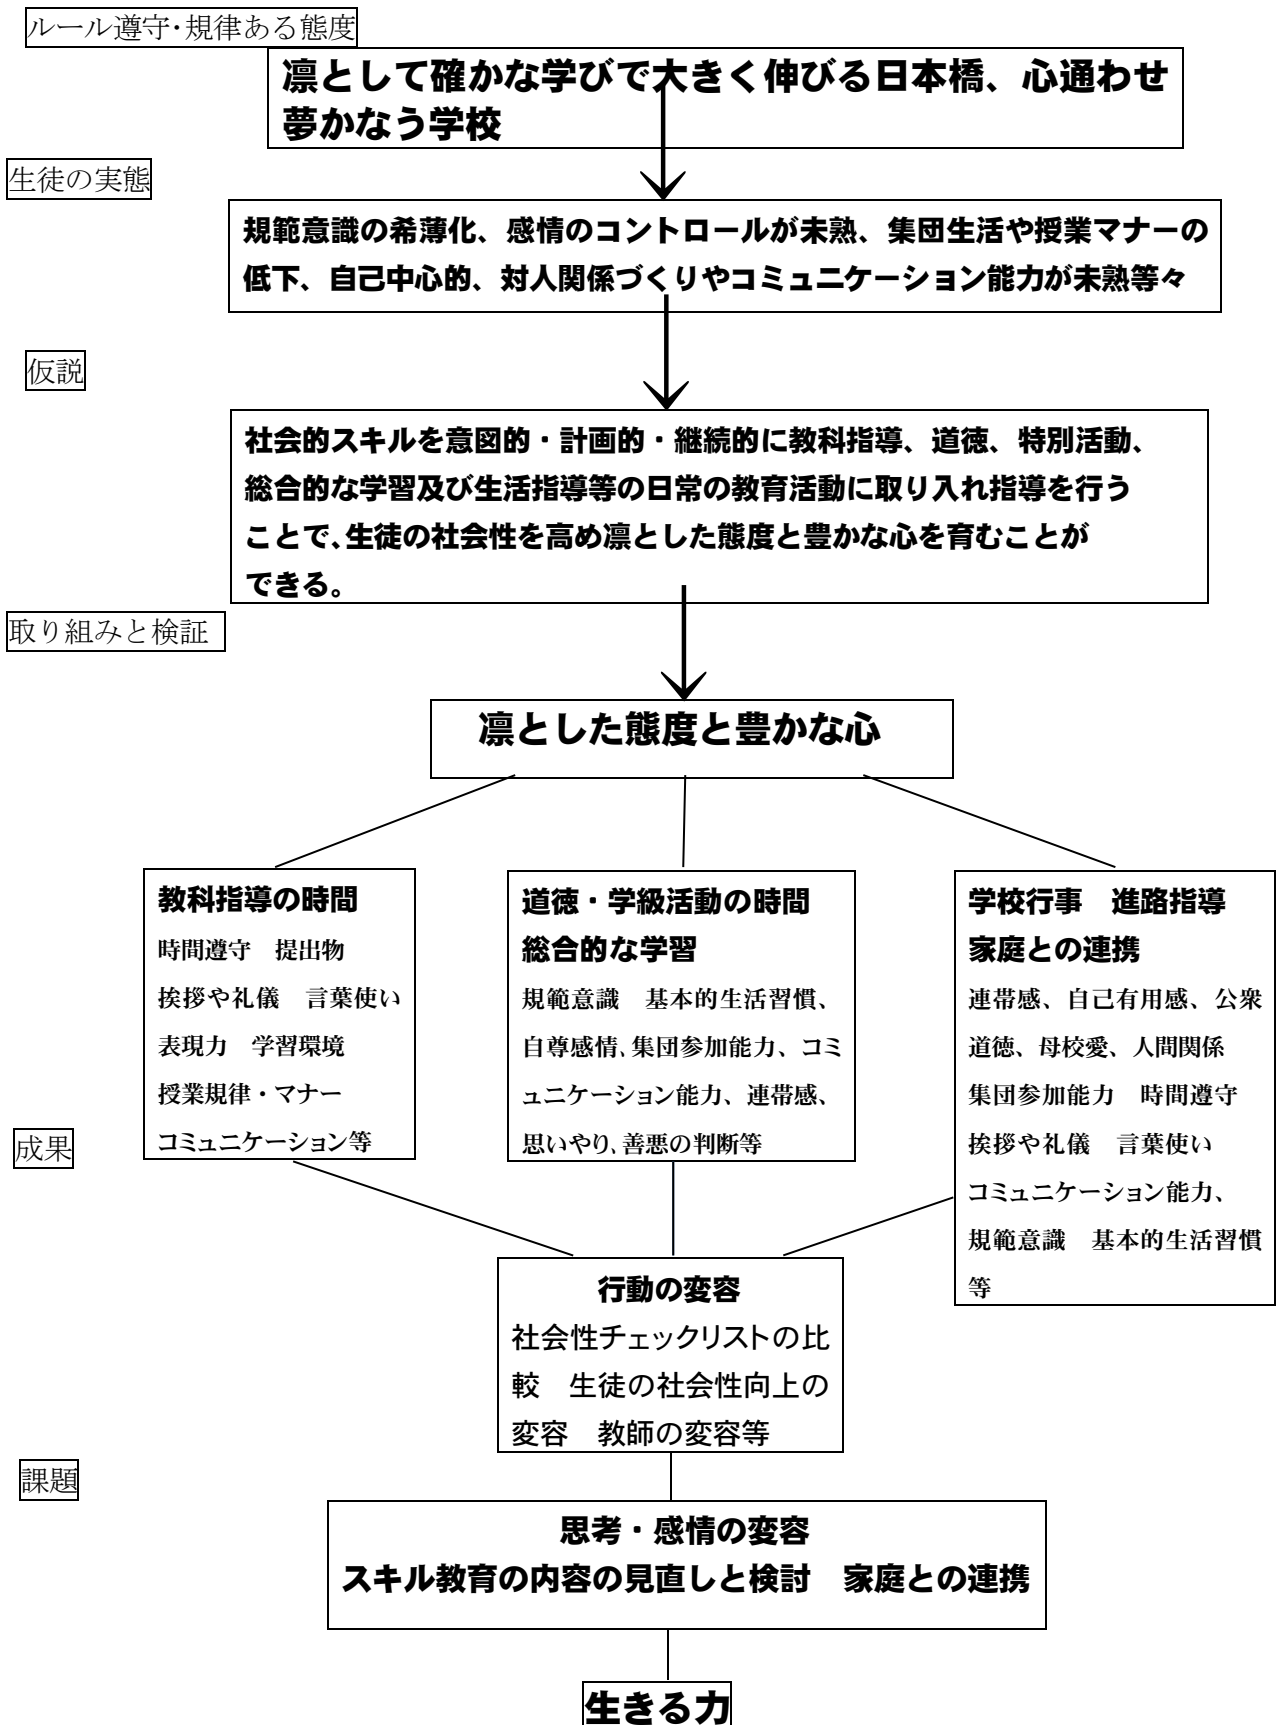 ルール遵守･規律ある態度
凛として確かな学びで大きく伸びる日本橋、心通わせ
夢かなう学校
生徒の実態
規範意識の希薄化、感情のコントロールが未熟、集団生活や授業マナーの
低下、自己中心的、対人関係づくりやコミュニケーション能力が未熟等々
仮説
社会的スキルを意図的・計画的・継続的に教科指導、道徳、特別活動、
総合的な学習及び生活指導等の日常の教育活動に取り入れ指導を行う
ことで、生徒の社会性を高め凛とした態度と豊かな心を育むことが
できる。
取り組みと検証
凛とした態度と豊かな心
教科指導の時間
時間遵守　提出物
挨拶や礼儀　言葉使い
表現力　学習環境
授業規律・マナー
コミュニケーション等
道徳・学級活動の時間
総合的な学習
規範意識　基本的生活習慣、
自尊感情、集団参加能力、コミ
ュニケーション能力、連帯感、
思いやり、善悪の判断等
学校行事　進路指導
家庭との連携
連帯感、自己有用感、公衆
道徳、母校愛、人間関係
集団参加能力　時間遵守
挨拶や礼儀　言葉使い
コミュニケーション能力、
規範意識　基本的生活習慣
等
成果
行動の変容
社会性チェックリストの比
較　生徒の社会性向上の
変容　教師の変容等
課題
思考・感情の変容
スキル教育の内容の見直しと検討　家庭との連携
生きる力